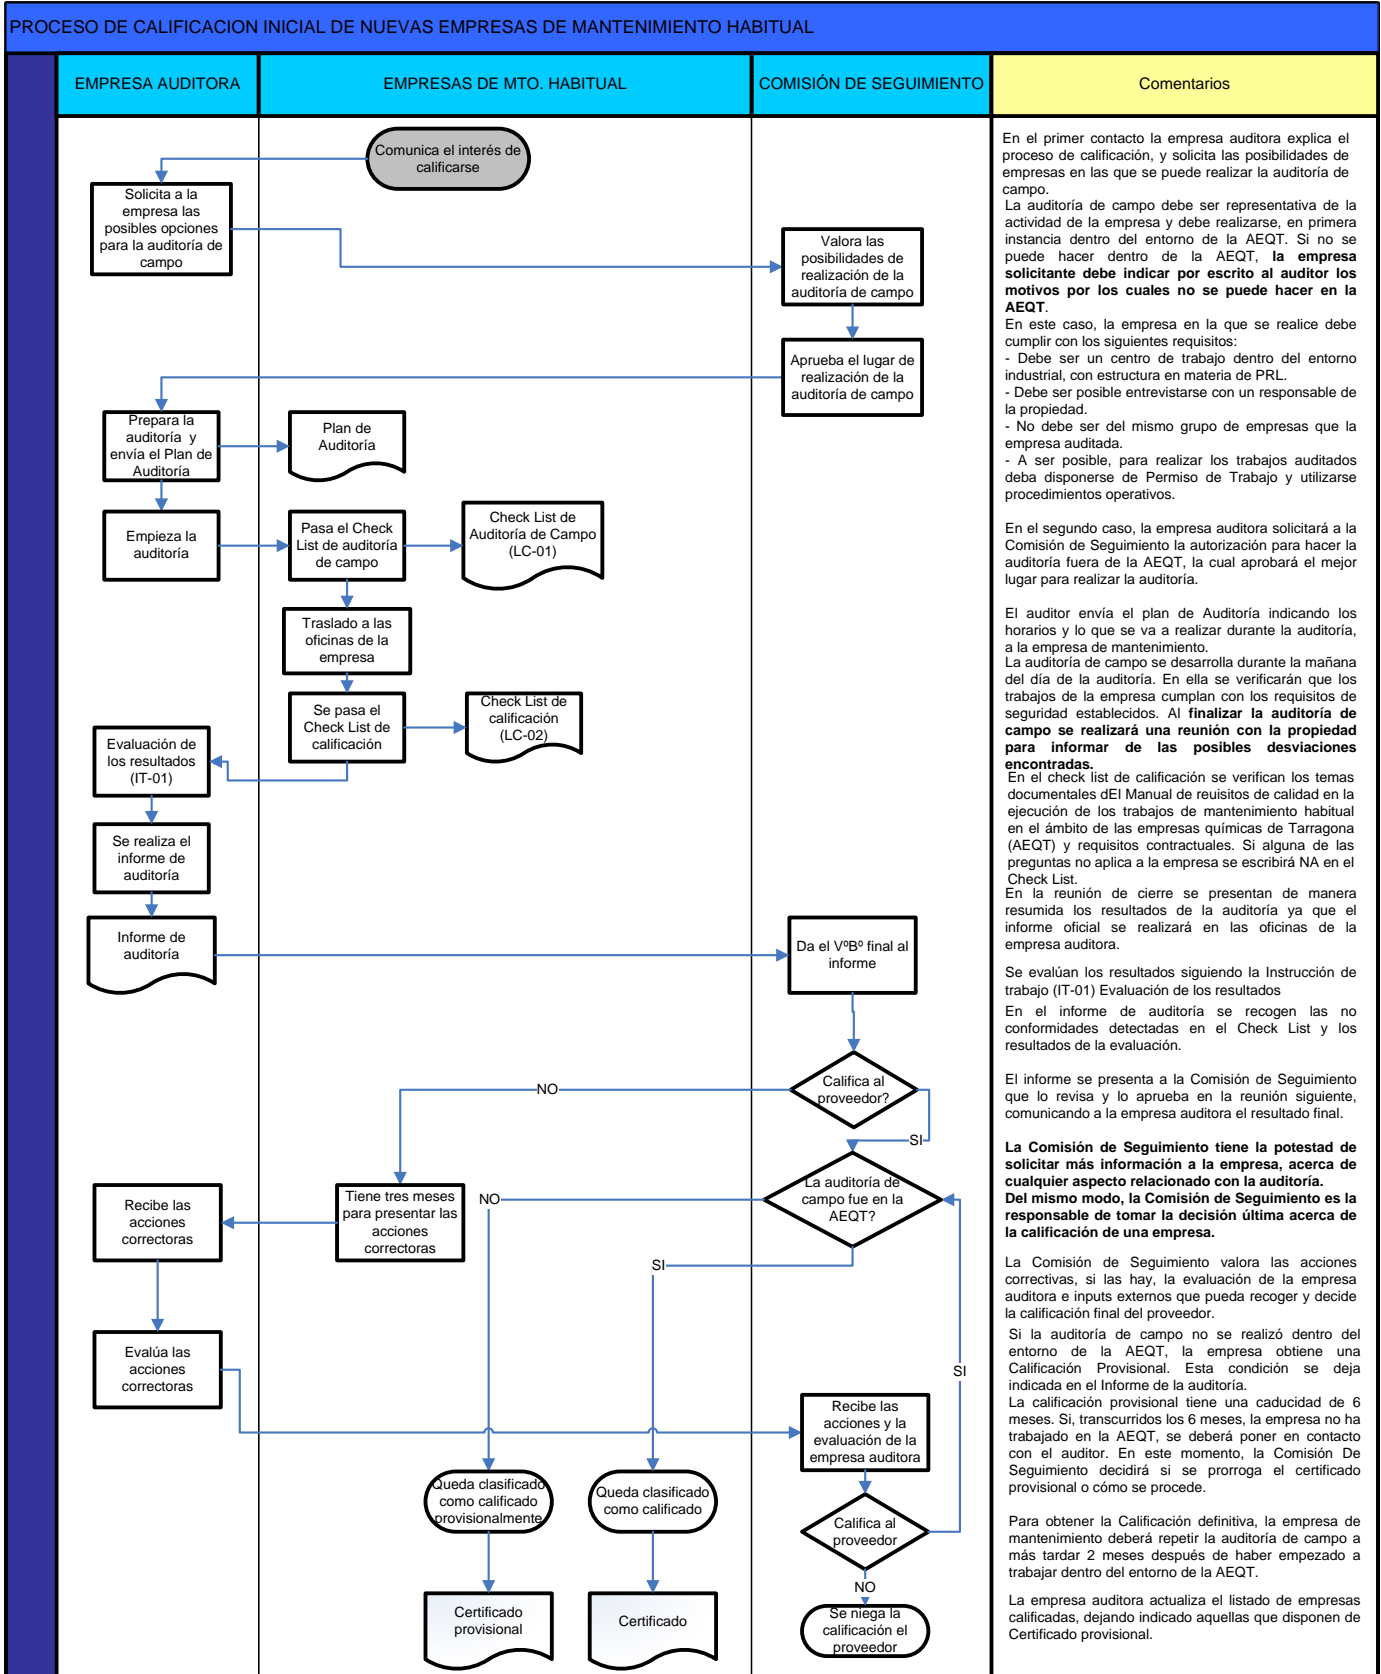 PROCESO DE CALIFICACION INICIAL DE NUEVAS EMPRESAS DE MANTENIMIENTO HABITUAL
EMPRESA AUDITORA
EMPRESAS DE MTO. HABITUAL
COMISIÓN DE SEGUIMIENTO
Comentarios
Comunica el interés de
calificarse
Solicita a la
empresa las
posibles opciones
para la auditoría de
campo
Valora las
posibilidades de
realización de la
auditoría de campo
Aprueba el lugar de
realización de la
auditoría de campo
Prepara la
auditoría y
envía el Plan de
Auditoría
Plan de
Auditoría
Empieza la
auditoría
Pasa el Check
List de auditoría
de campo
Check List de
Auditoría de Campo
(LC-01)
Traslado a las
oficinas de la
empresa
Se pasa el
Check List de
calificación
Check List de
calificación
(LC-02)
Evaluación de
los resultados
(IT-01)
Se realiza el
informe de
auditoría
Informe de
auditoría
Da el VºBº final al
informe
Califica al
proveedor?
NO
SI
La auditoría de
campo fue en la
AEQT?
NO
SI
Tiene tres meses
para presentar las
acciones
correctoras
Recibe las
acciones
correctoras
Evalúa las
acciones
correctoras
SI
Recibe las
acciones y la
evaluación de la
empresa auditora
Queda clasificado
como calificado
provisionalmente
Queda clasificado
como calificado
Califica al
proveedor
NO
Certificado
provisional
Certificado
Se niega la
calificación el
proveedor
En el primer contacto la empresa auditora explica el
proceso de calificación, y solicita las posibilidades de
empresas en las que se puede realizar la auditoría de
campo.
La auditoría de campo debe ser representativa de la
actividad de la empresa y debe realizarse, en primera
instancia dentro del entorno de la AEQT. Si no se
puede hacer dentro de la AEQT, la empresa
solicitante debe indicar por escrito al auditor los
motivos por los cuales no se puede hacer en la
AEQT.
En este caso, la empresa en la que se realice debe
cumplir con los siguientes requisitos:
- Debe ser un centro de trabajo dentro del entorno
industrial, con estructura en materia de PRL.
- Debe ser posible entrevistarse con un responsable de
la propiedad.
- No debe ser del mismo grupo de empresas que la
empresa auditada.
- A ser posible, para realizar los trabajos auditados
deba disponerse de Permiso de Trabajo y utilizarse
procedimientos operativos.
En el segundo caso, la empresa auditora solicitará a la
Comisión de Seguimiento la autorización para hacer la
auditoría fuera de la AEQT, la cual aprobará el mejor
lugar para realizar la auditoría.
El auditor envía el plan de Auditoría indicando los
horarios y lo que se va a realizar durante la auditoría,
a la empresa de mantenimiento.
La auditoría de campo se desarrolla durante la mañana
del día de la auditoría. En ella se verificarán que los
trabajos de la empresa cumplan con los requisitos de
seguridad establecidos. Al finalizar la auditoría de
campo se realizará una reunión con la propiedad
para informar de las posibles desviaciones
encontradas.
En el check list de calificación se verifican los temas
documentales dEl Manual de reuisitos de calidad en la
ejecución de los trabajos de mantenimiento habitual
en el ámbito de las empresas químicas de Tarragona
(AEQT) y requisitos contractuales. Si alguna de las
preguntas no aplica a la empresa se escribirá NA en el
Check List.
En la reunión de cierre se presentan de manera
resumida los resultados de la auditoría ya que el
informe oficial se realizará en las oficinas de la
empresa auditora.
Se evalúan los resultados siguiendo la Instrucción de
trabajo (IT-01) Evaluación de los resultados
En el informe de auditoría se recogen las no
conformidades detectadas en el Check List y los
resultados de la evaluación.
El informe se presenta a la Comisión de Seguimiento
que lo revisa y lo aprueba en la reunión siguiente,
comunicando a la empresa auditora el resultado final.
La Comisión de Seguimiento tiene la potestad de
solicitar más información a la empresa, acerca de
cualquier aspecto relacionado con la auditoría.
Del mismo modo, la Comisión de Seguimiento es la
responsable de tomar la decisión última acerca de
la calificación de una empresa.
La Comisión de Seguimiento valora las acciones
correctivas, si las hay, la evaluación de la empresa
auditora e inputs externos que pueda recoger y decide
la calificación final del proveedor.
Si la auditoría de campo no se realizó dentro del
entorno de la AEQT, la empresa obtiene una
Calificación Provisional. Esta condición se deja
indicada en el Informe de la auditoría.
La calificación provisional tiene una caducidad de 6
meses. Si, transcurridos los 6 meses, la empresa no ha
trabajado en la AEQT, se deberá poner en contacto
con el auditor. En este momento, la Comisión De
Seguimiento decidirá si se prorroga el certificado
provisional o cómo se procede.
Para obtener la Calificación definitiva, la empresa de
mantenimiento deberá repetir la auditoría de campo a
más tardar 2 meses después de haber empezado a
trabajar dentro del entorno de la AEQT.
La empresa auditora actualiza el listado de empresas
calificadas, dejando indicado aquellas que disponen de
Certificado provisional.